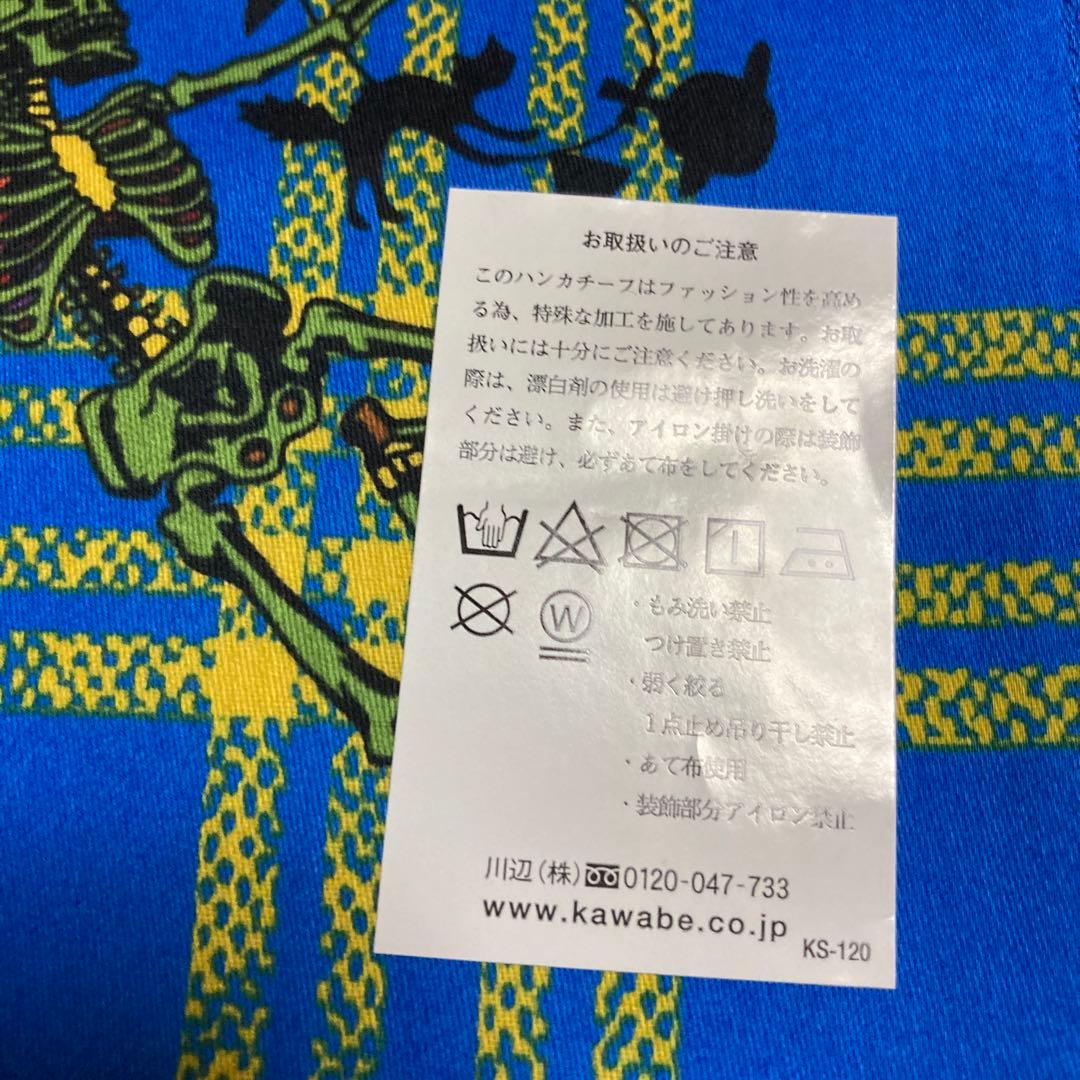 お取扱いのご注意
このハンカチーフはファッション性を高め
る為、特殊な加工を施してあります。お取
扱いには十分にご注意ください。お洗濯の
際は、漂白剤の使用は避け押し洗いをして
ください。また、アイロン掛けの際は装飾
部分は避け、必ずあて布をしてください。
W
・もみ洗い禁止
つけ置き禁止
・弱く絞る
1点止め吊り干し禁止
・あて布使用
・装飾部分アイロン禁止
川辺(株)0120-047-733
www.kawabe.co.jp
KS-120